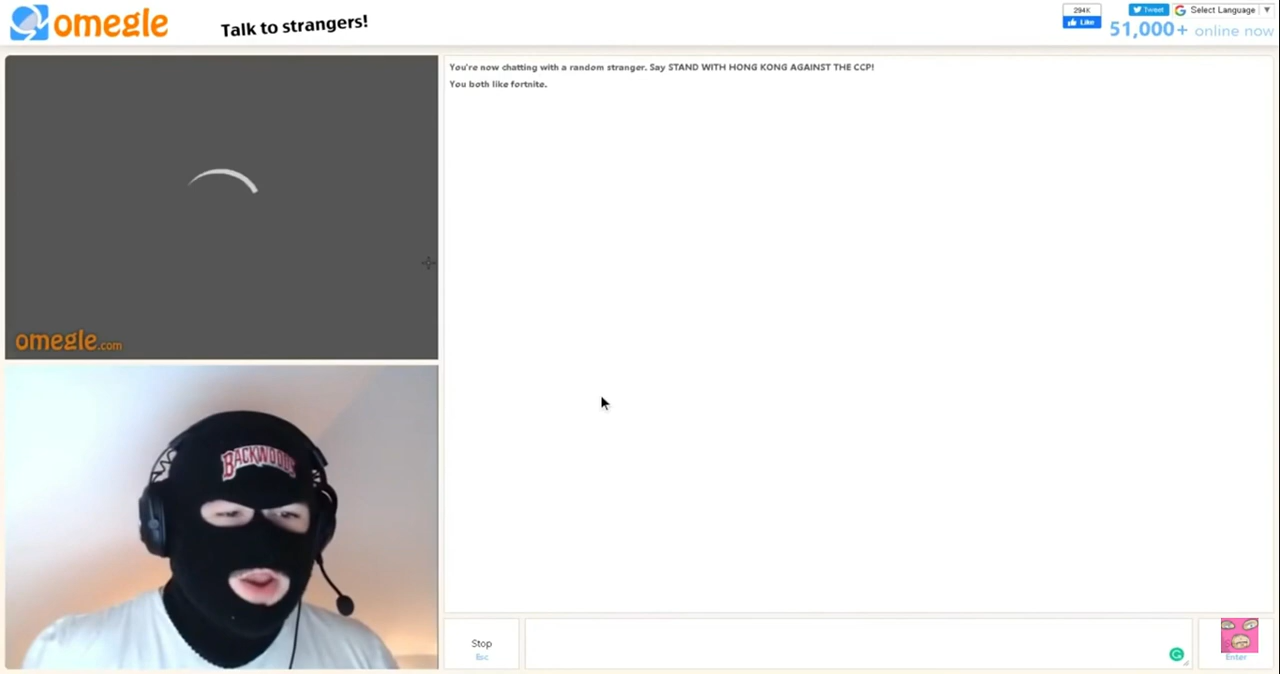 omegle
Talk to strangers!
294K
Like
Tweet
Select Language ▼
51,000+ online now
You're now chatting with a random stranger. Say STAND WITH HONG KONG AGAINST THE CCP!
You both like fortnite.
omegle.com
BACKWOODS
Stop
Esc
Enter